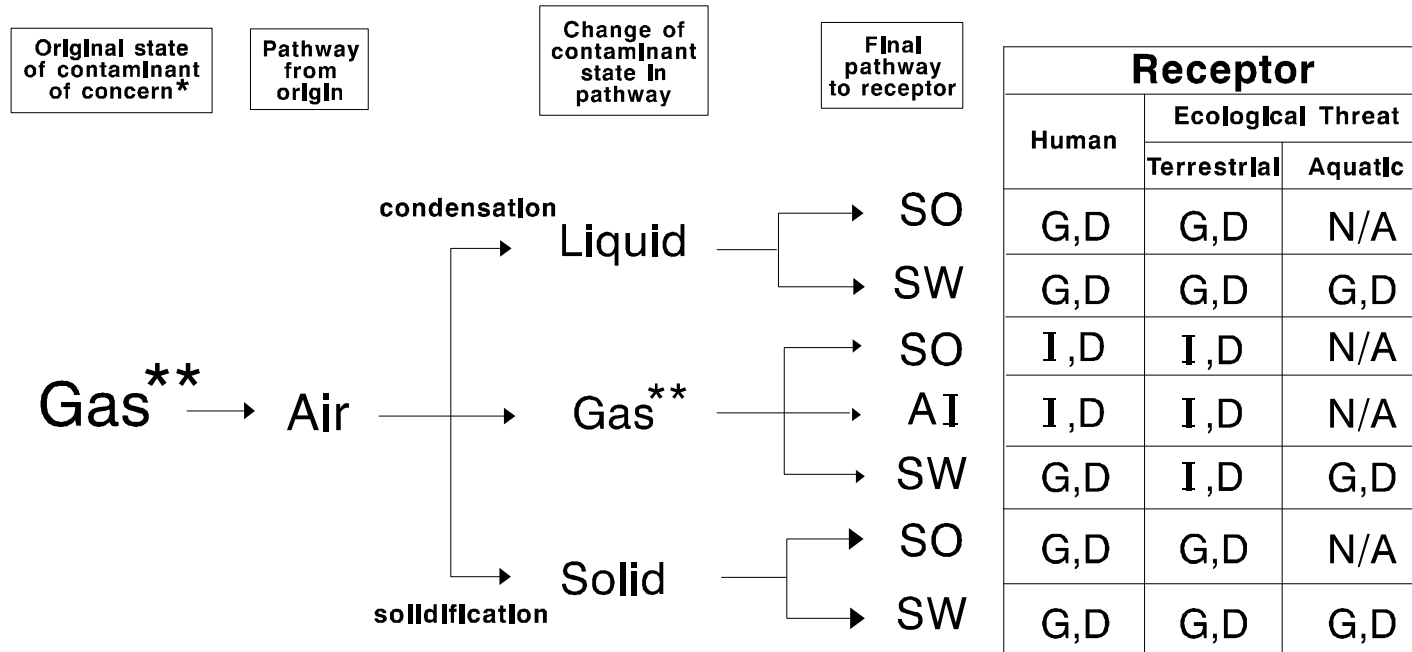 Original state
of contaminant
of concern*
Pathway
from
origin
Change of
contaminant
state in
pathway
Final
pathway
to receptor
Receptor
Human
Ecological Threat
Terrestrial
Aquatic
condensation
Liquid
SO
G,D
G,D
N/A
SW
G,D
G,D
G,D
Gas**
Air
Gas**
SO
I,D
I,D
N/A
AI
I,D
I,D
N/A
SW
G,D
I,D
G,D
solidification
Solid
SO
G,D
G,D
N/A
SW
G,D
G,D
G,D